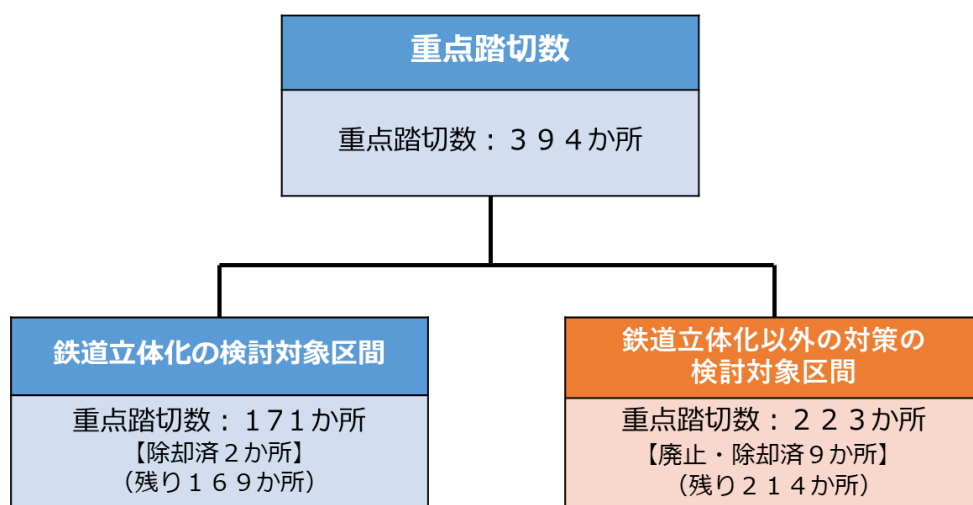 重点踏切数
重点踏切数：３９４か所
鉄道立体化の検討対象区間
重点踏切数：171か所
【除却済２か所】
（残り１６９か所）
鉄道立体化以外の対策の
検討対象区間
重点踏切数：２２３か所
【廃止・除却済９か所】
（残り２１４か所）